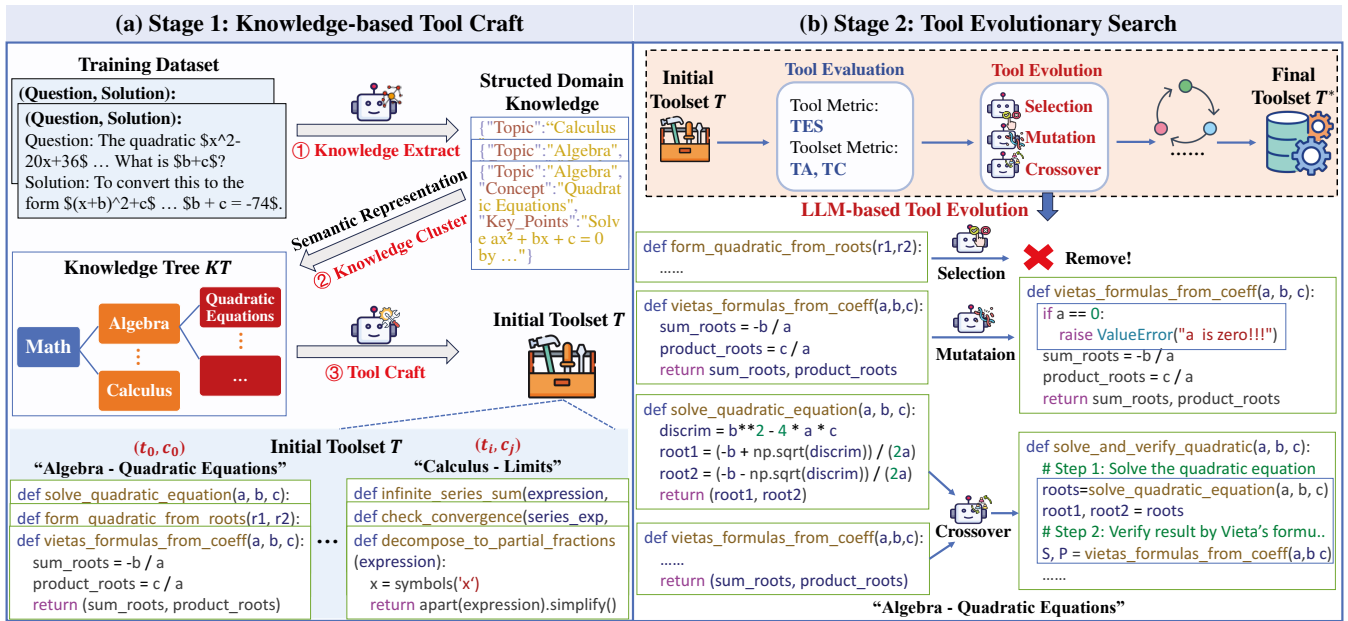 (a) Stage 1: Knowledge-based Tool Craft
Training Dataset
(Question, Solution):
(Question, Solution):
Question: The quadratic $x^2-
20x+36$ … What is $b+c$?
Solution: To convert this to the
form $(x+b)^2+c$ … $b + c = -74$.
① Knowledge Extract
Structed Domain
Knowledge
{"Topic":"Calculus
{"Topic":"Algebra",
{"Topic":"Algebra",
"Concept":"Quadrat
ic Equations",
"Key_Points":"Solv
e ax² + bx + c = 0
by …"}
Semantic Representation
② Knowledge Cluster
Knowledge Tree KT
Math
Algebra
⋮
Calculus
Quadratic
Equations
⋮
...
③ Tool Craft
Initial Toolset T
(t0, c0)
Initial Toolset T
(ti, cj)
“Algebra - Quadratic Equations”
“Calculus - Limits”
def solve_quadratic_equation(a, b, c):
def form_quadratic_from_roots(r1, r2):
def vietas_formulas_from_coeff(a, b, c):
sum_roots = -b / a
product_roots = c / a
return (sum_roots, product_roots)
...
def infinite_series_sum(expression,
def check_convergence(series_exp,
def decompose_to_partial_fractions
(expression):
x = symbols('x')
return apart(expression).simplify()
(b) Stage 2: Tool Evolutionary Search
Initial
Toolset T
Tool Evaluation
Tool Metric:
TES
Toolset Metric:
TA, TC
Tool Evolution
Selection
Mutation
Crossover
......
Final
Toolset T*
LLM-based Tool Evolution
def form_quadratic_from_roots(r1,r2):
......
Selection
Remove!
def vietas_formulas_from_coeff(a,b,c):
sum_roots = -b / a
product_roots = c / a
return sum_roots, product_roots
Mutataion
def vietas_formulas_from_coeff(a, b, c):
if a == 0:
raise ValueError("a is zero!!!")
sum_roots = -b / a
product_roots = c / a
return sum_roots, product_roots
def solve_quadratic_equation(a, b, c):
discrim = b**2 - 4 * a * c
root1 = (-b + np.sqrt(discrim)) / (2a)
root2 = (-b - np.sqrt(discrim)) / (2a)
return (root1, root2)
def vietas_formulas_from_coeff(a,b,c):
......
return (sum_roots, product_roots)
Crossover
def solve_and_verify_quadratic(a, b, c):
# Step 1: Solve the quadratic equation
roots=solve_quadratic_equation(a, b, c)
root1, root2 = roots
# Step 2: Verify result by Vieta’s formu..
S, P = vietas_formulas_from_coeff(a,b c)
......
“Algebra - Quadratic Equations”